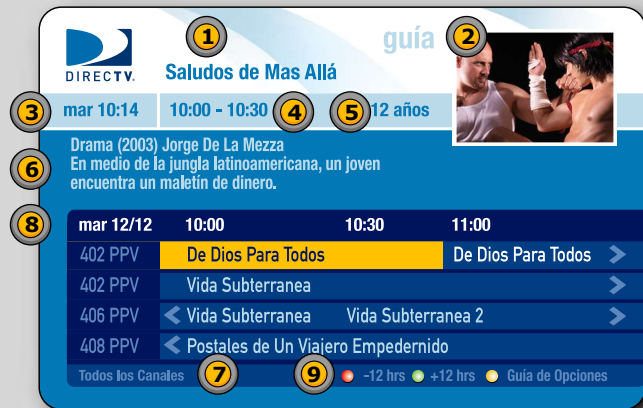 1 guía 2
DIRECTV. Saludos de Mas Allá
3 mar 10:14 10:00 - 10:30 4 5 12 años
Drama (2003) Jorge De La Mezza
6 En medio de la jungla latinoamericana, un joven
encuentra un maletín de dinero.
8 mar 12/12 10:00 10:30 11:00
402 PPV De Dios Para Todos De Dios Para Todos >
402 PPV Vida Subterranea >
406 PPV < Vida Subterranea Vida Subterranea 2 >
408 PPV < Postales de Un Viajero Empedernido
Todos los Canales 7 9 -12 hrs +12 hrs Guía de Opciones